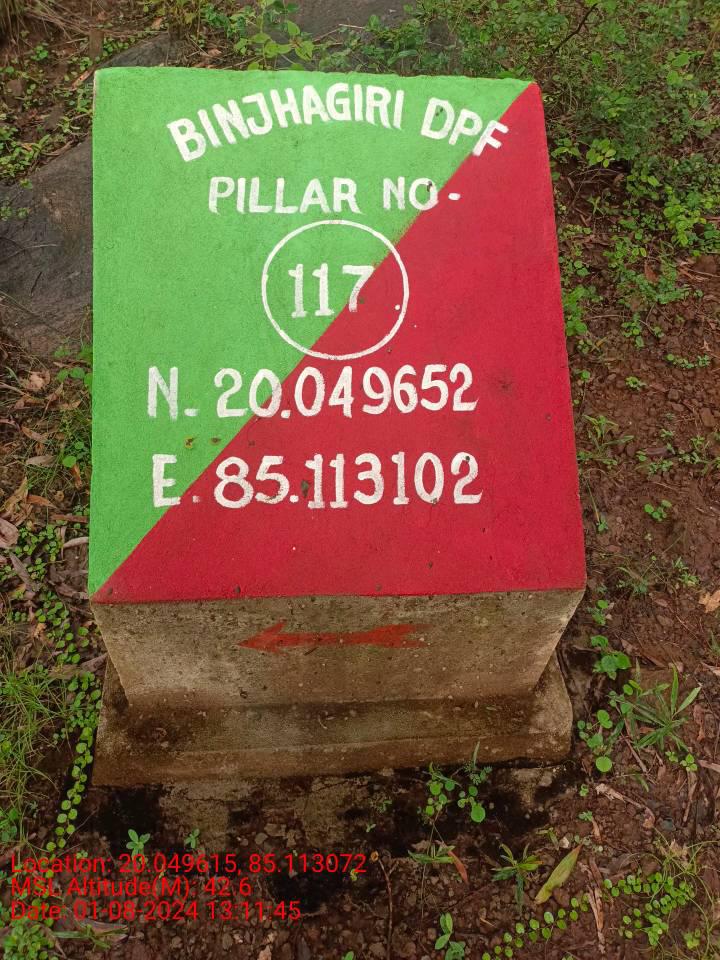 BINJHAGIRI DPF
PILLAR NO-
117
N. 20.049652
E. 85.113102
Location: 20.049615. 85.113072
MSL Altitude(M): 42.6
Date: 01-08-2024 13:11:45